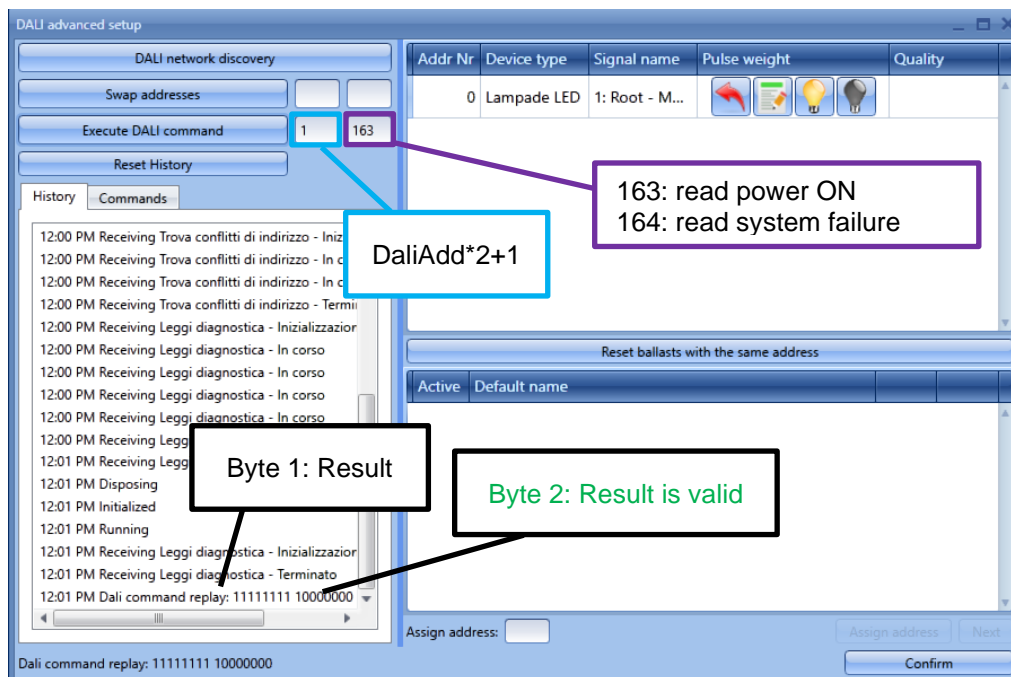 DALI advanced setup
DALI network discovery
Swap addresses
Execute DALI command 1 163
Reset History
History Commands
12:00 PM Receiving Trova conflitti di indirizzo - Iniz
12:00 PM Receiving Trova conflitti di indirizzo - In c
12:00 PM Receiving Trova conflitti di indirizzo - In c
12:00 PM Receiving Trova conflitti di indirizzo - Termi
12:00 PM Receiving Leggi diagnostica - Inizializzazior
12:00 PM Receiving Leggi diagnostica - In corso
12:00 PM Receiving Leggi diagnostica - In corso
12:00 PM Receiving Leggi diagnostica - In corso
12:00 PM Receiving Leggi diagnostica - In corso
12:00 PM Receiving Legg
12:01 PM Receiving Legg
12:01 PM Disposing
12:01 PM Initialized
12:01 PM Running
12:01 PM Receiving Leggi diagnostica - Inizializzazior
12:01 PM Receiving Leggi diagnostica - Terminato
12:01 PM Dali command replay: 11111111 10000000
Dali command replay: 11111111 10000000
Addr Nr Device type Signal name Pulse weight Quality
0 Lampade LED 1: Root - M...
163: read power ON
164: read system failure
DaliAdd*2+1
Reset ballasts with the same address
Active Default name
Byte 1: Result
Byte 2: Result is valid
Assign address:
Assign address Next
Confirm